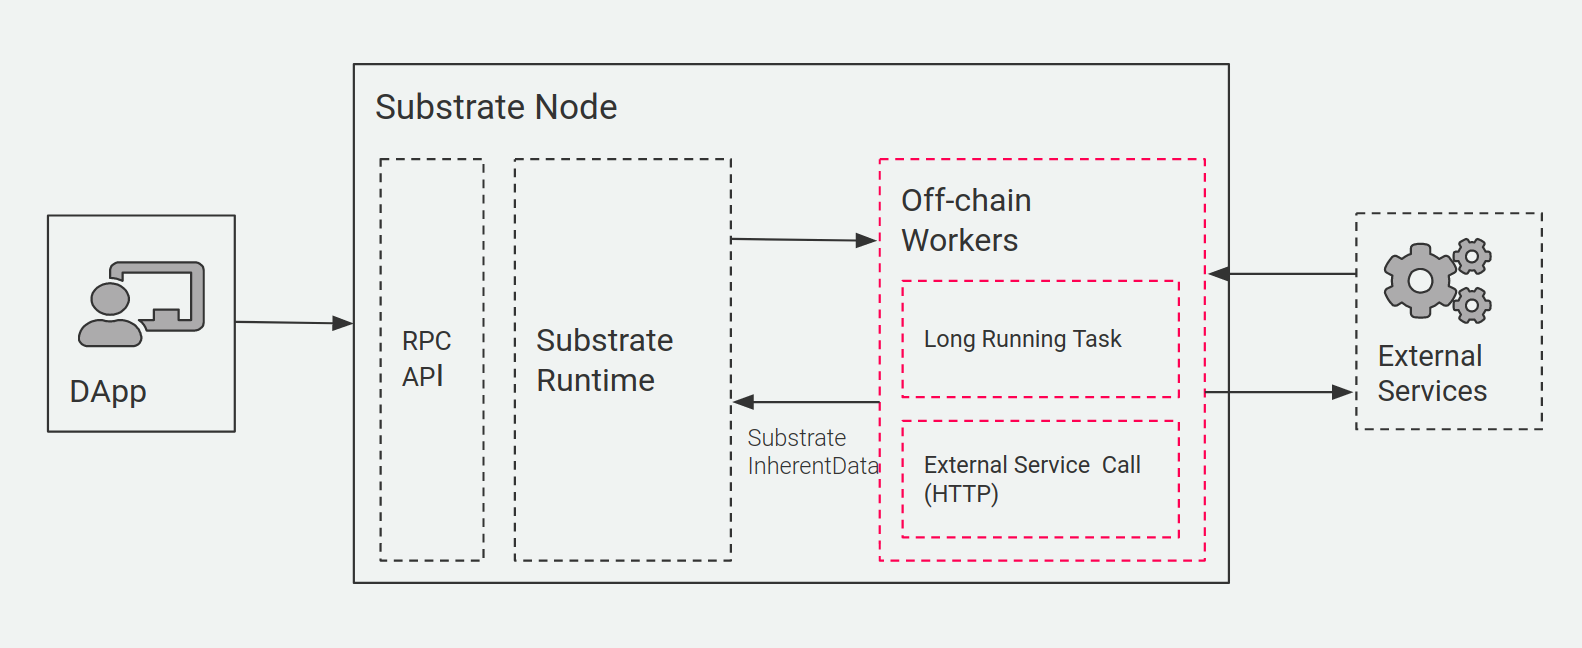 Substrate Node
DApp
RPC
API
Substrate
Runtime
Substrate
InherentData
Off-chain
Workers
Long Running Task
External Service Call
(HTTP)
External
Services